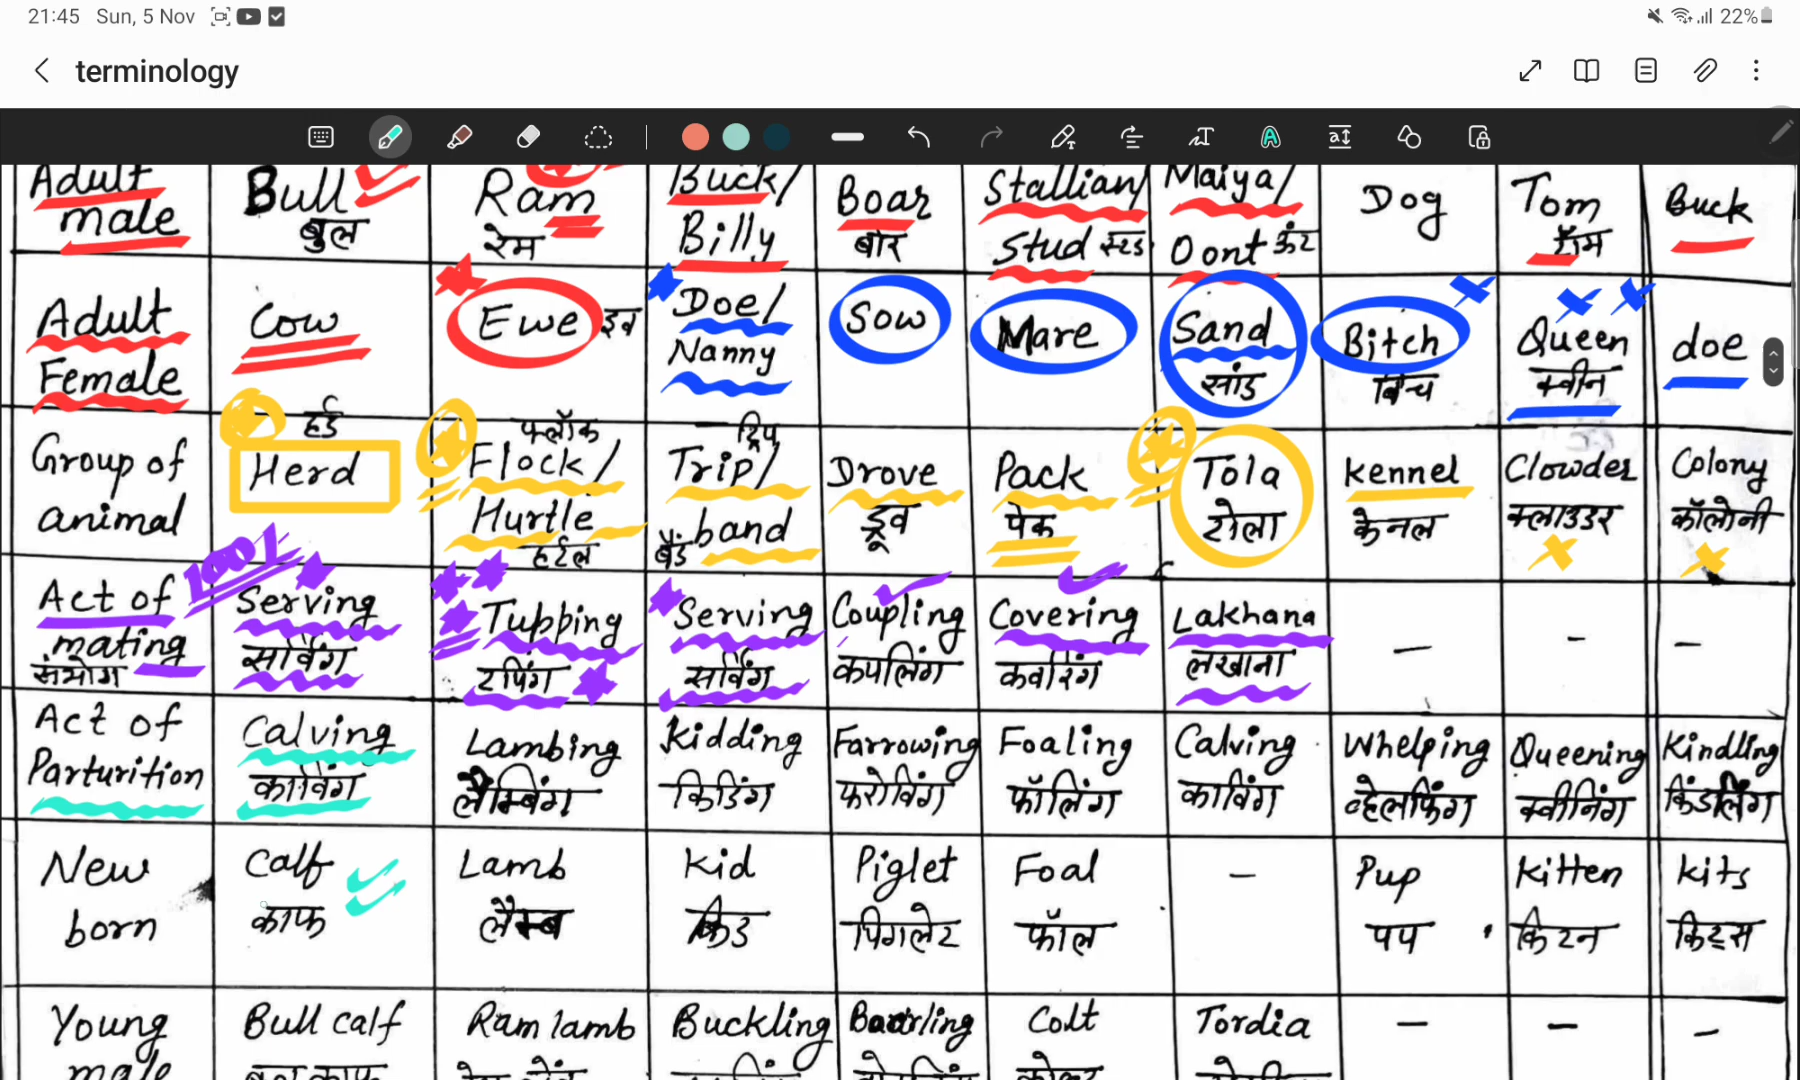 21:45 Sun, 5 Nov
22%
terminology
Adult male
Bull
बुल
Ram
रेम
Buck/
Billy
Boar
बोर
Stallian/
Stud स्टड
Maiya/
Oont ऊंट
Dog
Tom
टॉम
Buck
Adult
Female
Cow
Ewe इव
Doe/
Nanny
Sow
Mare
Sand
सांड
Bitch
बिच
Queen
क्वीन
doe
Group of
animal
हर्ड
Herd
फ्लॉक
Flock/
Hurtle
हर्टल
ट्रिप
Trip/
बैंड band
Drove
ड्रूव
Pack
पेक
Tola
टोला
Kennel
केनल
Clowder
क्लाउडर
Colony
कॉलोनी
Act of
mating
संभोग
100%
Serving
सर्विंग
Tupping
टपिंग
Serving
सर्विंग
Coupling
कपलिंग
Covering
कवरिंग
Lakhana
लखाना
-
-
-
Act of
Parturition
Calving
काविंग
Lambing
लैम्बिंग
Kidding
किडिंग
Farrowing
फरोविंग
Foaling
फॉलिंग
Calving
काविंग
Whelping
व्हेलफिंग
Queening
क्वीनिंग
Kindling
किंडलिंग
New
born
Calf
काफ
Lamb
लैम्ब
Kid
किड
Piglet
पिगलेट
Foal
फॉल
-
Pup
पप
Kitten
किटन
Kits
किट्स
Young
male
Bull calf
बुल काफ
Ram lamb
Buckling
Boarling
Colt
कोल्ट
Tordia
-
-
-